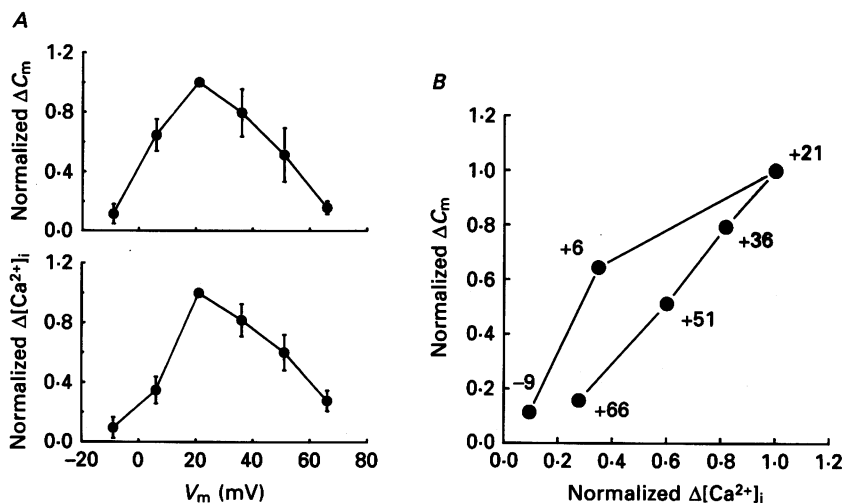 A
Normalized ΔCm
1·2
0·8
0·4
0·0
Normalized Δ[Ca2+]i
1·2
0·8
0·4
0·0
−20 0 20 40 60 80
Vm (mV)
B
Normalized ΔCm
1·2
1·0
0·8
0·6
0·4
0·2
0·0
+21
+36
+6
+51
−9
+66
0·0 0·2 0·4 0·6 0·8 1·0 1·2
Normalized Δ[Ca2+]i